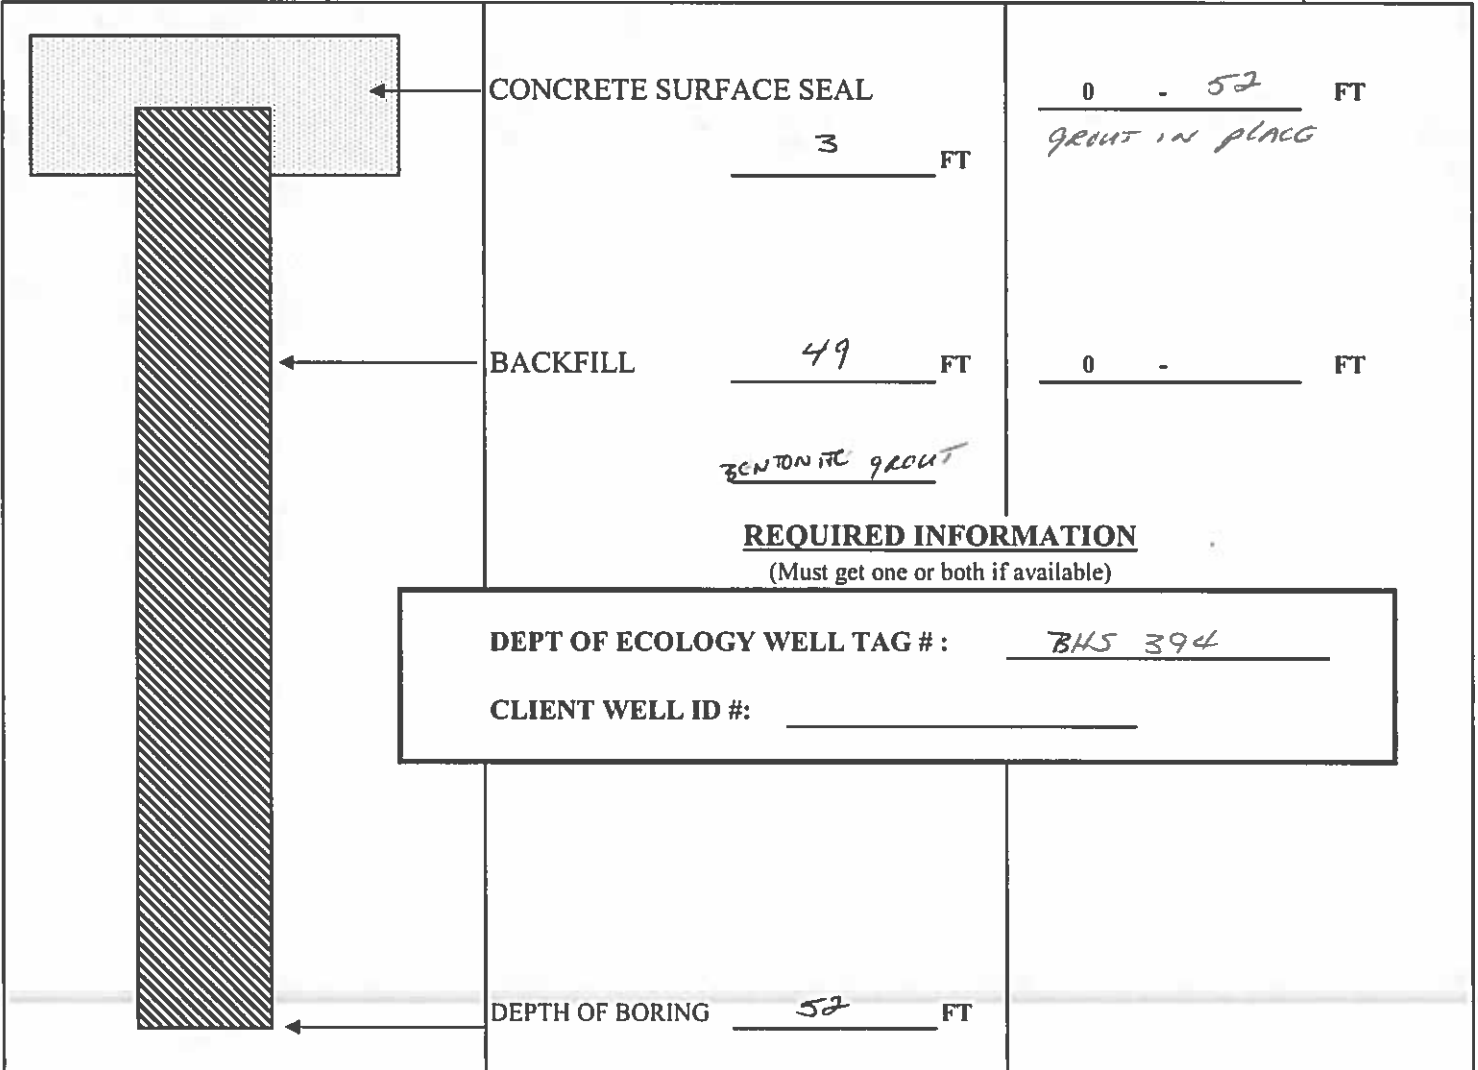 CONCRETE SURFACE SEAL 0 - 52 FT
3 FT grout in place
BACKFILL 49 FT 0 - FT
BENTONITE grout
REQUIRED INFORMATION
(Must get one or both if available)
DEPT OF ECOLOGY WELL TAG # : BHS 394
CLIENT WELL ID #:
DEPTH OF BORING 52 FT